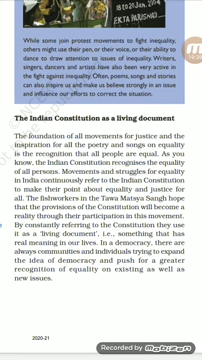 18 to 20 Jan, 2014
EKTA PARISHAD
While some join protest movements to fight inequality,
others might use their pen, or their voice, or their ability to
dance to draw attention to issues of inequality. Writers,
singers, dancers and artists have also been very active in
the fight against inequality. Often, poems, songs and stories
can also inspire us and make us believe strongly in an issue
and influence our efforts to correct the situation.
The Indian Constitution as a living document
The foundation of all movements for justice and the
inspiration for all the poetry and songs on equality
is the recognition that all people are equal. As
you know, the Indian Constitution recognises the equality
of all persons. Movements and struggles for equality
in India continuously refer to the Indian Constitution
to make their point about equality and justice for
all. The fishworkers in the Tawa Matsya Sangh hope
that the provisions of the Constitution will become a
reality through their participation in this movement.
By constantly referring to the Constitution they use
it as a 'living document', i.e., something that has
real meaning in our lives. In a democracy, there are
always communities and individuals trying to expand
the idea of democracy and push for a greater
recognition of equality on existing as well as
new issues.
2020-21
RECORDED WITH
mobizen